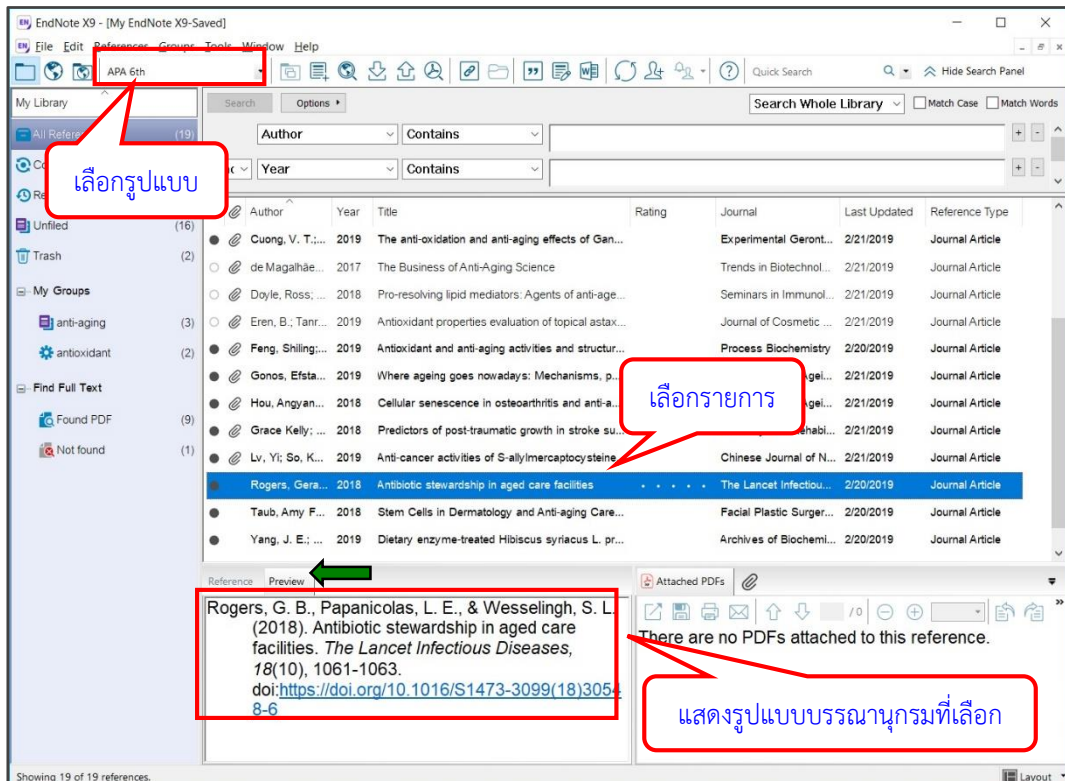 EndNote X9 - [My EndNote X9-Saved]
File Edit References Groups Tools Window Help
APA 6th
Quick Search
Hide Search Panel
My Library
Search
Options
Search Whole Library
Match Case
Match Words
All Refere
(19)
Author
Contains
เลือกรูปแบบ
Year
Contains
Unfiled (16)
Trash (2)
My Groups
anti-aging (3)
antioxidant (2)
Find Full Text
Found PDF (9)
Not found (1)
Author Year Title Rating Journal Last Updated Reference Type
Cuong, V. T.;... 2019 The anti-oxidation and anti-aging effects of Gan... Experimental Geront... 2/21/2019 Journal Article
de Magalhãe... 2017 The Business of Anti-Aging Science Trends in Biotechnol... 2/21/2019 Journal Article
Doyle, Ross; ... 2018 Pro-resolving lipid mediators: Agents of anti-age... Seminars in Immunol... 2/21/2019 Journal Article
Eren, B.; Tanr... 2019 Antioxidant properties evaluation of topical astax... Journal of Cosmetic ... 2/21/2019 Journal Article
Feng, Shiling;... 2019 Antioxidant and anti-aging activities and structur... Process Biochemistry 2/20/2019 Journal Article
Gonos, Efsta... 2019 Where ageing goes nowadays: Mechanisms, p... Agei... 2/21/2019 Journal Article
เลือกรายการ
Hou, Angyan... 2018 Cellular senescence in osteoarthritis and anti-a... Agei... 2/21/2019 Journal Article
Grace Kelly; ... 2018 Predictors of post-traumatic growth in stroke su... ehabi... 2/21/2019 Journal Article
Lv, Yi; So, K... 2019 Anti-cancer activities of S-allylmercaptocysteine... Chinese Journal of N... 2/21/2019 Journal Article
Rogers, Gera... 2018 Antibiotic stewardship in aged care facilities The Lancet Infectiou... 2/20/2019 Journal Article
Taub, Amy F... 2018 Stem Cells in Dermatology and Anti-aging Care... Facial Plastic Surger... 2/20/2019 Journal Article
Yang, J. E.; ... 2019 Dietary enzyme-treated Hibiscus syriacus L. pr... Archives of Biochemi... 2/20/2019 Journal Article
Reference Preview
Attached PDFs
Rogers, G. B., Papanicolas, L. E., & Wesselingh, S. L.
(2018). Antibiotic stewardship in aged care
facilities. The Lancet Infectious Diseases,
18(10), 1061-1063.
doi:https://doi.org/10.1016/S1473-3099(18)3054
8-6
/ 0
There are no PDFs attached to this reference.
แสดงรูปแบบบรรณานุกรมที่เลือก
Showing 19 of 19 references.
Layout